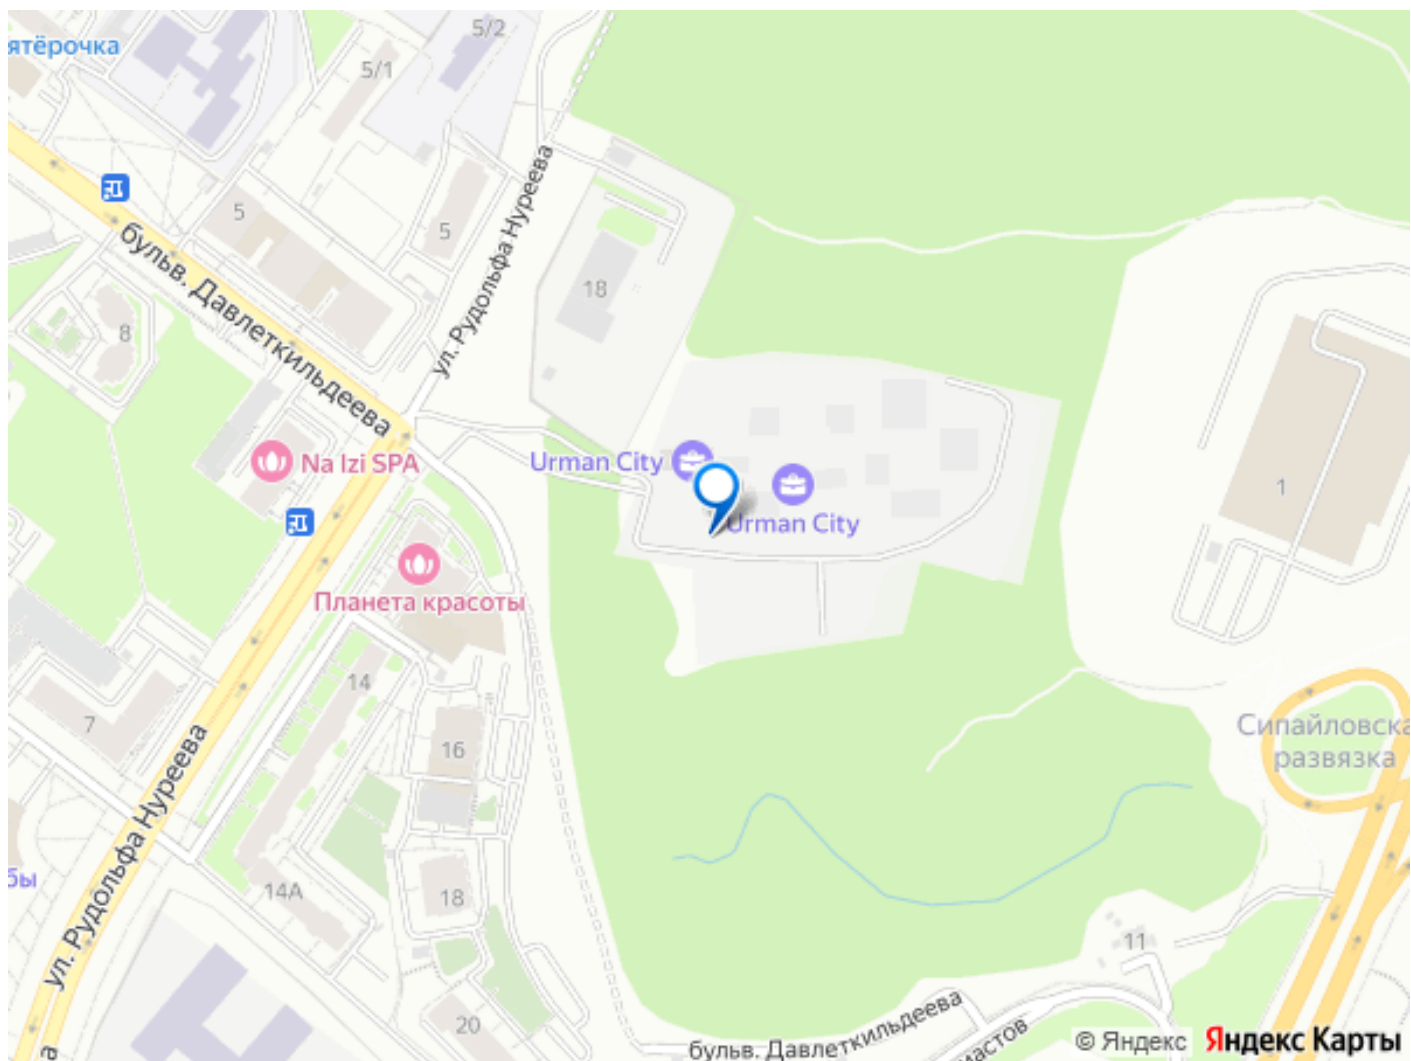 5/2
ятёрочка
5/1
ул. Рудольфа Нуреева
5
5
бульв. Давлеткильдеева
18
8
Na Izi SPA
Urman City
Urman City
1
Планета красоты
14
7
16
Сипайловска
развязка
ул. Рудольфа Нуреева
бы
14А
18
11
20
бульв. Давлеткильдеева
мастов
а
© Яндекс
Яндекс Карты